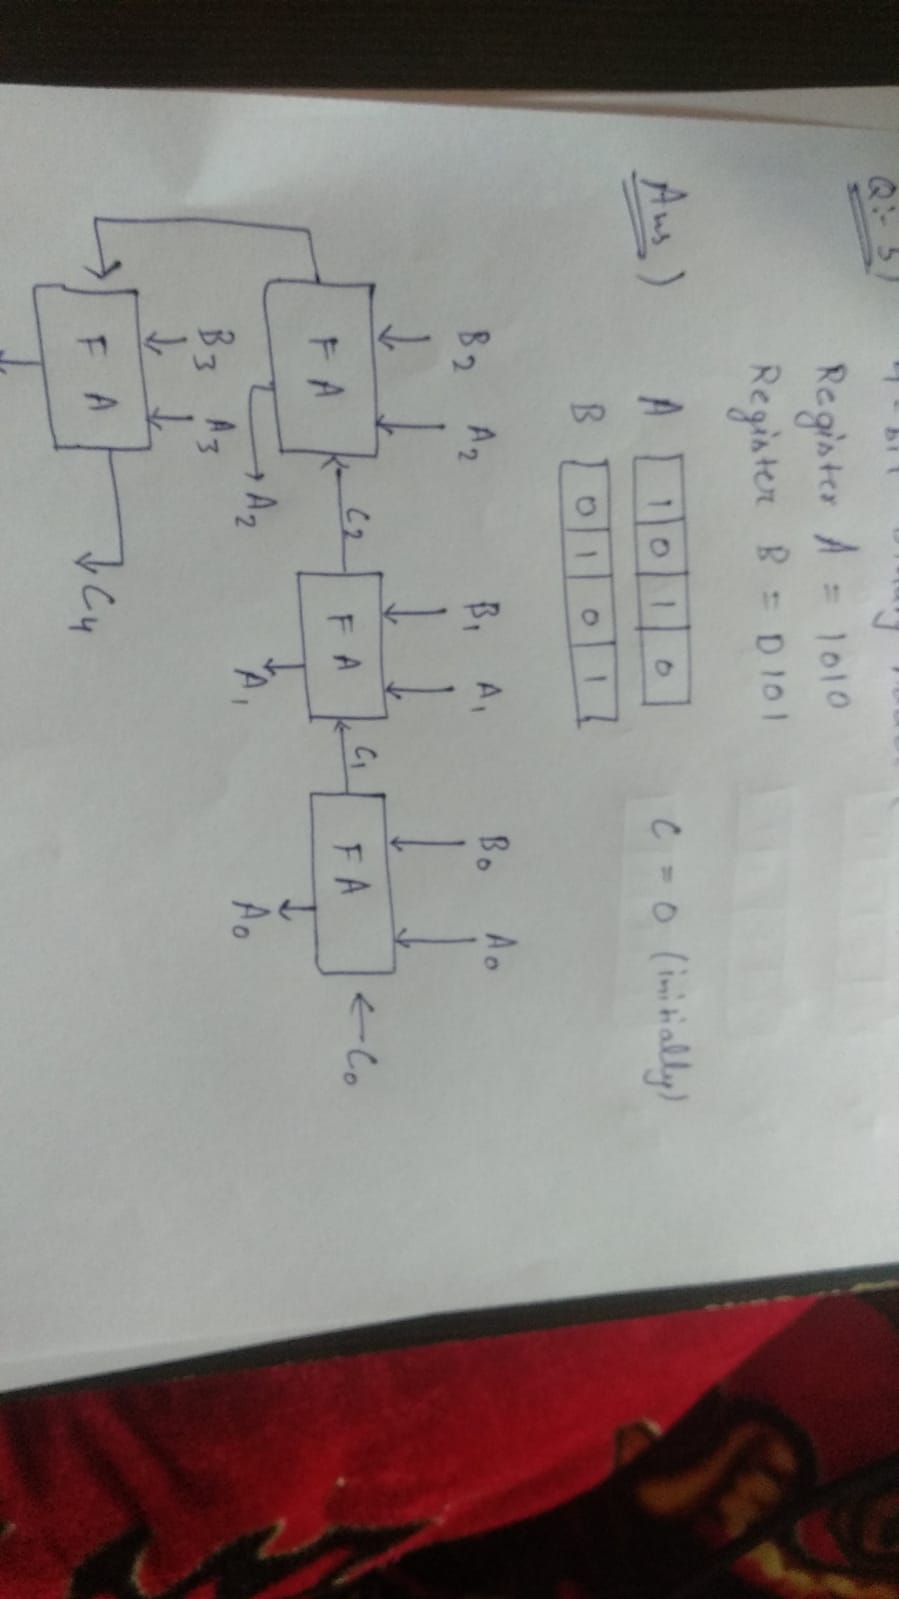 Q:- 5) 4-bit Binary
Register A = 1010
Register B = 0101
Ans) A 1 0 1 0 C = 0 (initially)
B 0 1 0 1
B2 A2 B1 A1 B0 A0
FA C2 FA C1 FA ← C0
A2 A1 A0
B3 A3
FA C4